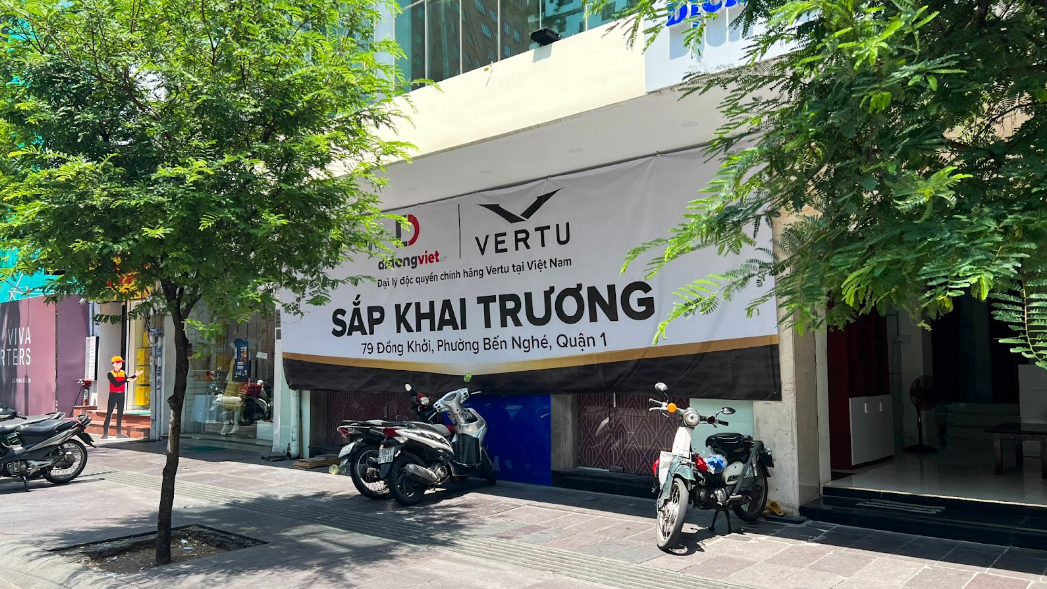 didongviet.vn
VERTU
Đại lý độc quyền chính hãng Vertu tại Việt Nam
SẮP KHAI TRƯƠNG
79 Đồng Khởi, Phường Bến Nghé, Quận 1
VIVA